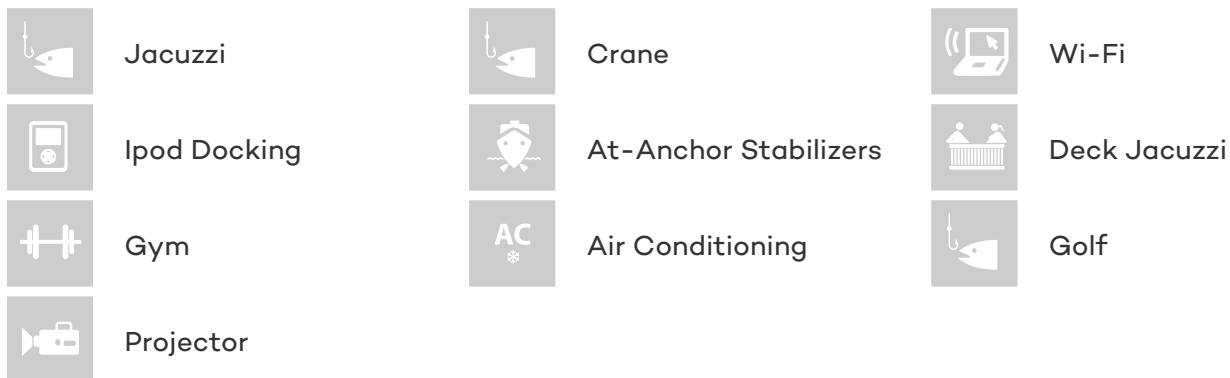 Jacuzzi
Crane
Wi-Fi
Ipod Docking
At-Anchor Stabilizers
Deck Jacuzzi
Gym
AC
Air Conditioning
Golf
Projector